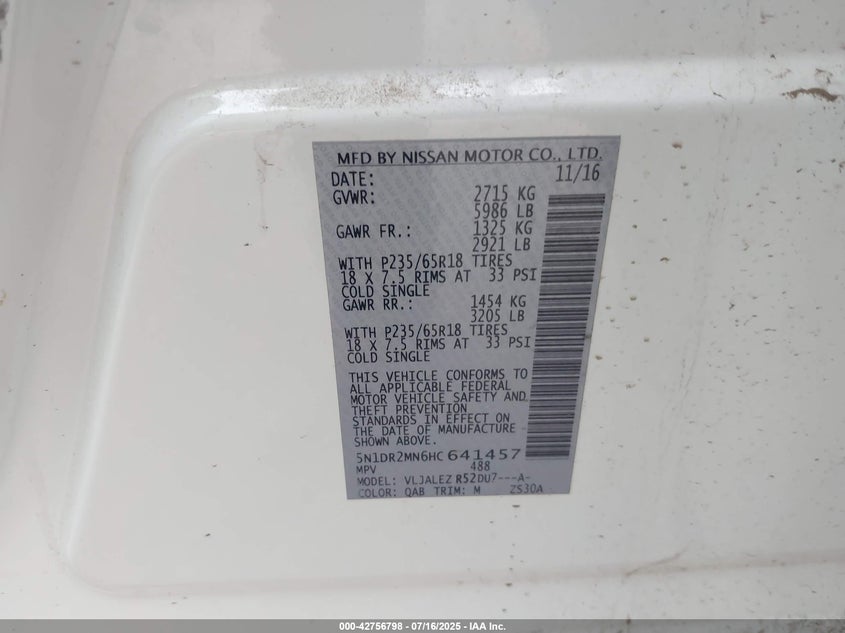 MFD BY NISSAN MOTOR CO., LTD.
DATE: 11/16
GVWR: 2715 KG
5986 LB
GAWR FR.: 1325 KG
2921 LB
WITH P235/65R18 TIRES
18 X 7.5 RIMS AT 33 PSI
COLD SINGLE
GAWR RR.: 1454 KG
3205 LB
WITH P235/65R18 TIRES
18 X 7.5 RIMS AT 33 PSI
COLD SINGLE
THIS VEHICLE CONFORMS TO
ALL APPLICABLE FEDERAL
MOTOR VEHICLE SAFETY AND
THEFT PREVENTION
STANDARDS IN EFFECT ON
THE DATE OF MANUFACTURE
SHOWN ABOVE.
5N1DR2MN6HC 641457
MPV 488
MODEL: VLJALEZ R52DU7---A-
COLOR: QAB TRIM: M ZS30A
000-42756798 - 07/16/2025 - IAA Inc.